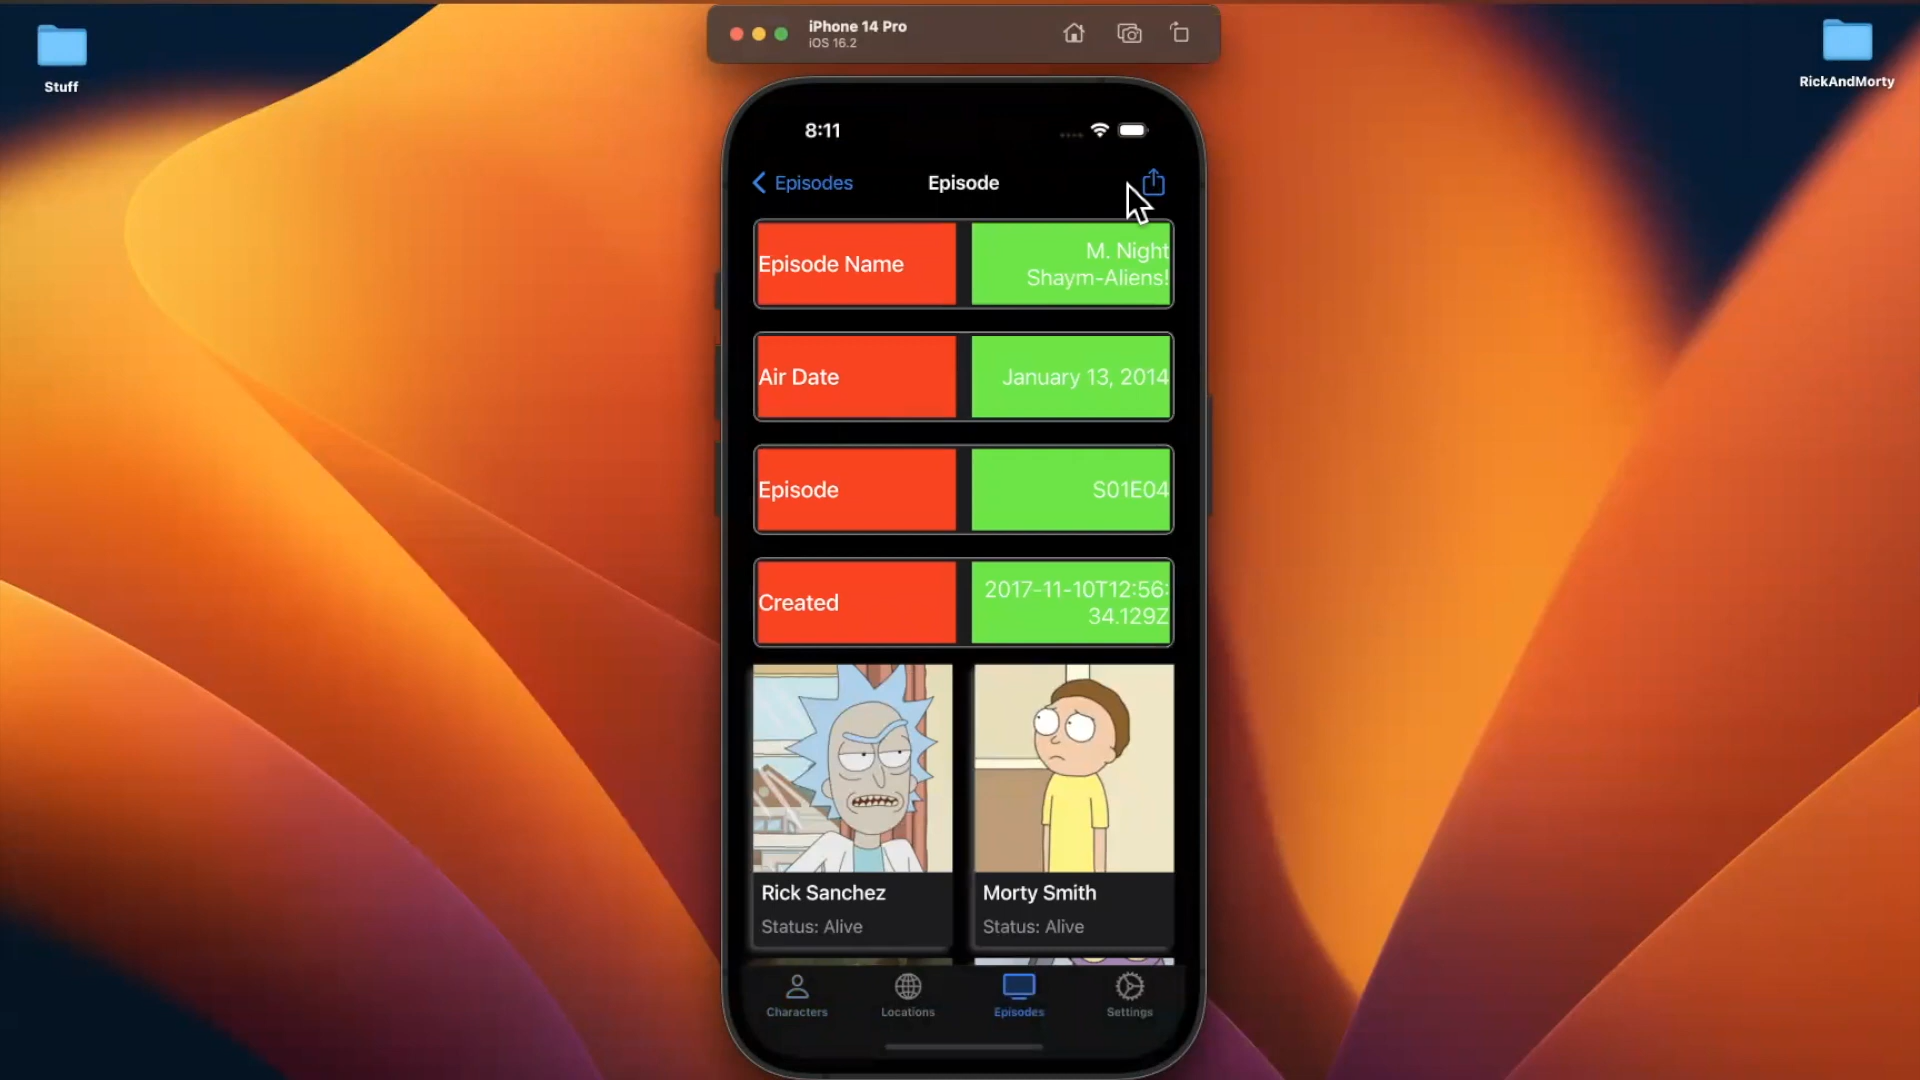 iPhone 14 Pro
iOS 16.2
Stuff
RickAndMorty
8:11
Episodes
Episode
Episode Name
M. Night
Shaym-Aliens!
Air Date
January 13, 2014
Episode
S01E04
Created
2017-11-10T12:56:
34.129Z
Rick Sanchez
Status: Alive
Morty Smith
Status: Alive
Characters
Locations
Episodes
Settings